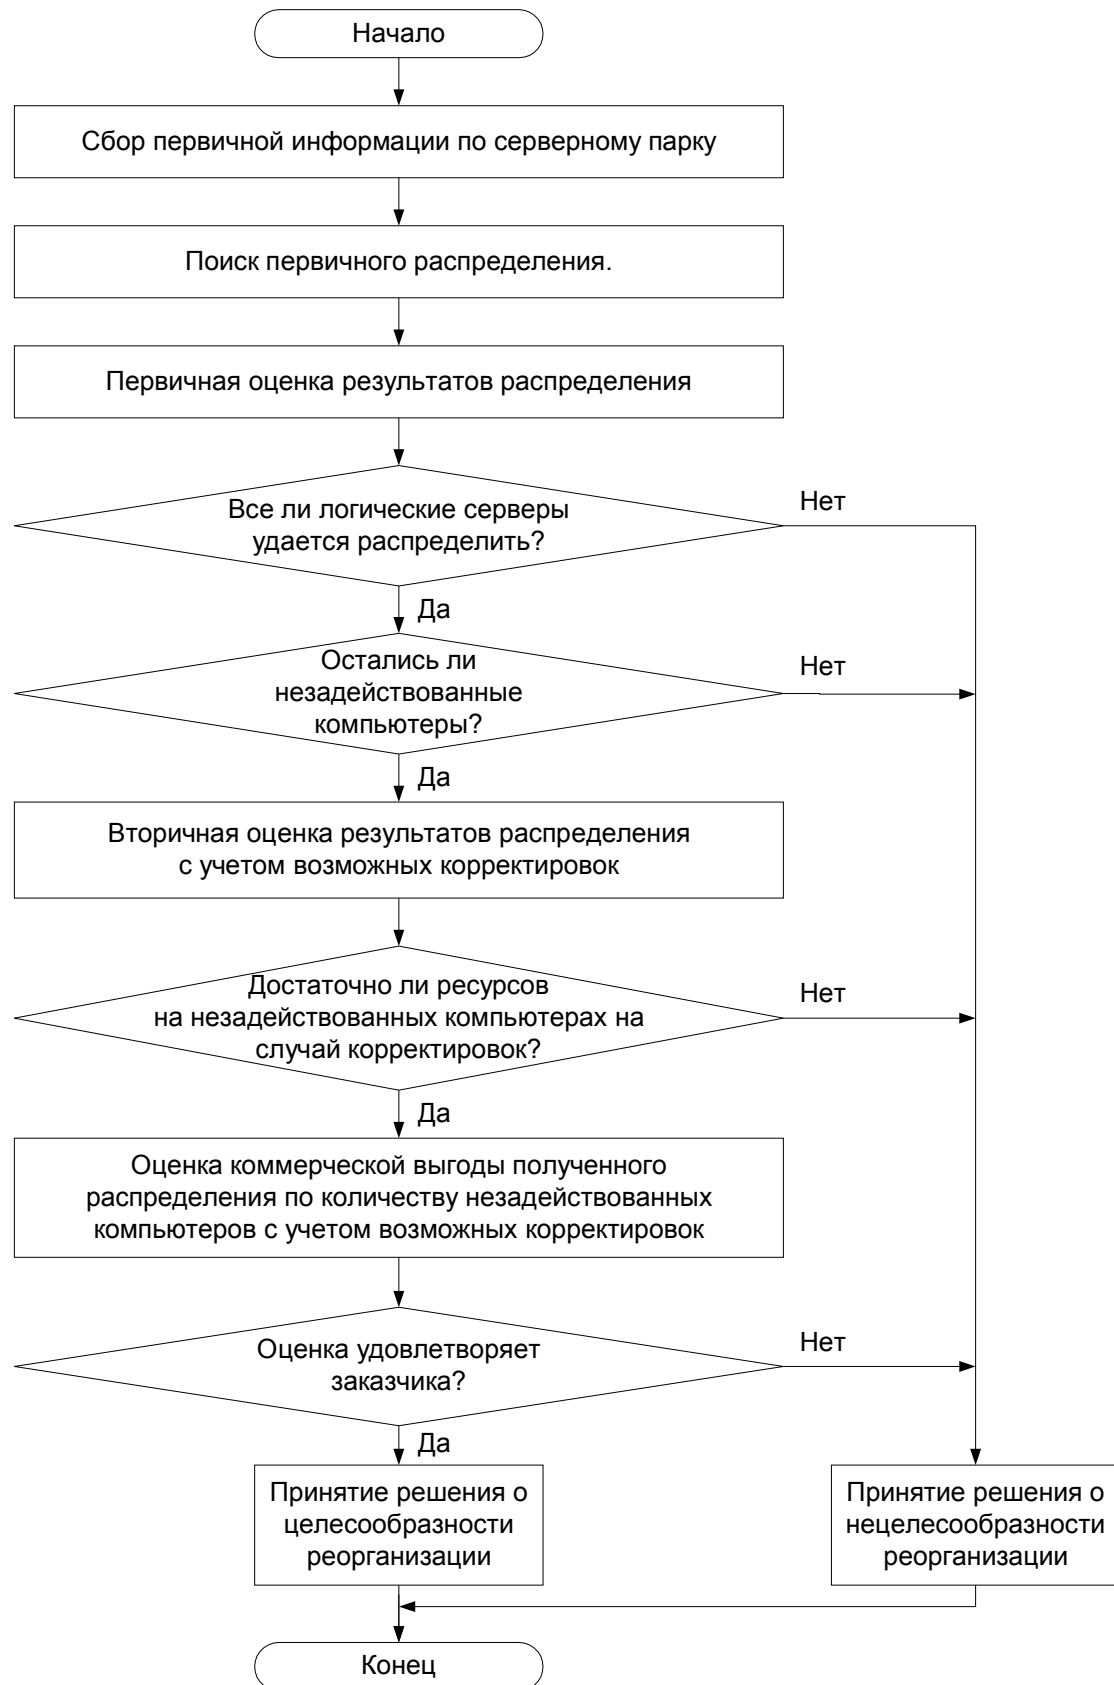 Начало
Сбор первичной информации по серверному парку
Поиск первичного распределения.
Первичная оценка результатов распределения
Все ли логические серверы
удается распределить?
Нет
Да
Остались ли
незадействованные
компьютеры?
Нет
Да
Вторичная оценка результатов распределения
с учетом возможных корректировок
Достаточно ли ресурсов
на незадействованных компьютерах на
случай корректировок?
Нет
Да
Оценка коммерческой выгоды полученного
распределения по количеству незадействованных
компьютеров с учетом возможных корректировок
Оценка удовлетворяет
заказчика?
Нет
Да
Принятие решения о
целесообразности
реорганизации
Принятие решения о
нецелесообразности
реорганизации
Конец